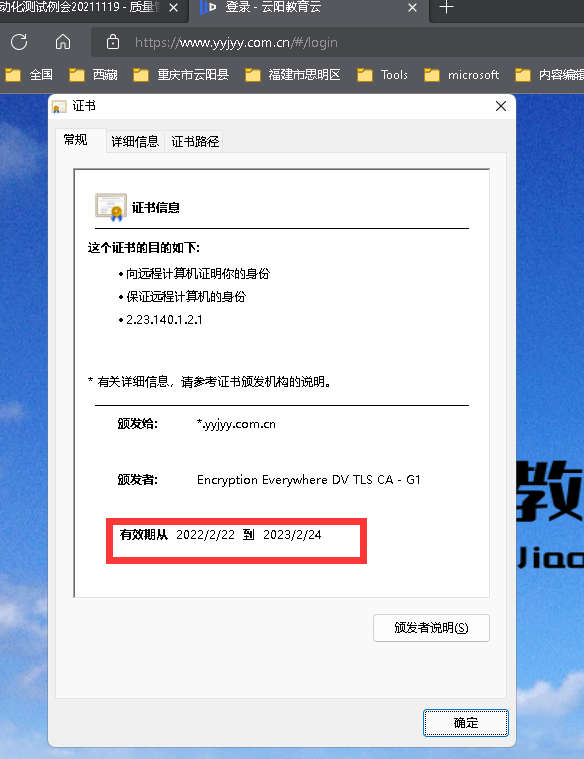 动化测试例会20211119 - 质量
登录 - 云阳教育云
https://www.yyjyy.com.cn/#/login
全国 西藏 重庆市云阳县 福建市思明区 Tools microsoft 内容编辑
证书
常规 详细信息 证书路径
证书信息
这个证书的目的如下:
• 向远程计算机证明你的身份
• 保证远程计算机的身份
• 2.23.140.1.2.1
* 有关详细信息，请参考证书颁发机构的说明。
颁发给: *.yyjyy.com.cn
颁发者: Encryption Everywhere DV TLS CA - G1
有效期从 2022/2/22 到 2023/2/24
教
Jiao
颁发者说明(S)
确定